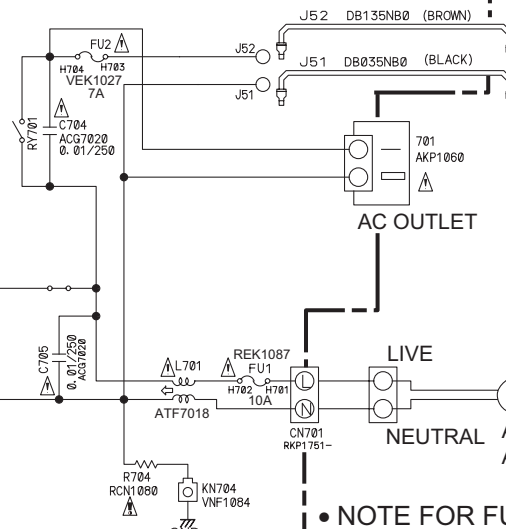 J52 DB135NB0 (BROWN)
FU2
J52
H704 H703
VEK1027
7A
J51 DB035NB0 (BLACK)
J51
RY701
C704
ACG7020
0.01/250
701
AKP1060
AC OUTLET
C705
0.01/250
ACG7020
L701
ATF7018
REK1087
FU1
H702 H701
10A
L
N
CN701
RKP1751-
LIVE
NEUTRAL
R704
RCN1080
KN704
VNF1084
• NOTE FOR FU